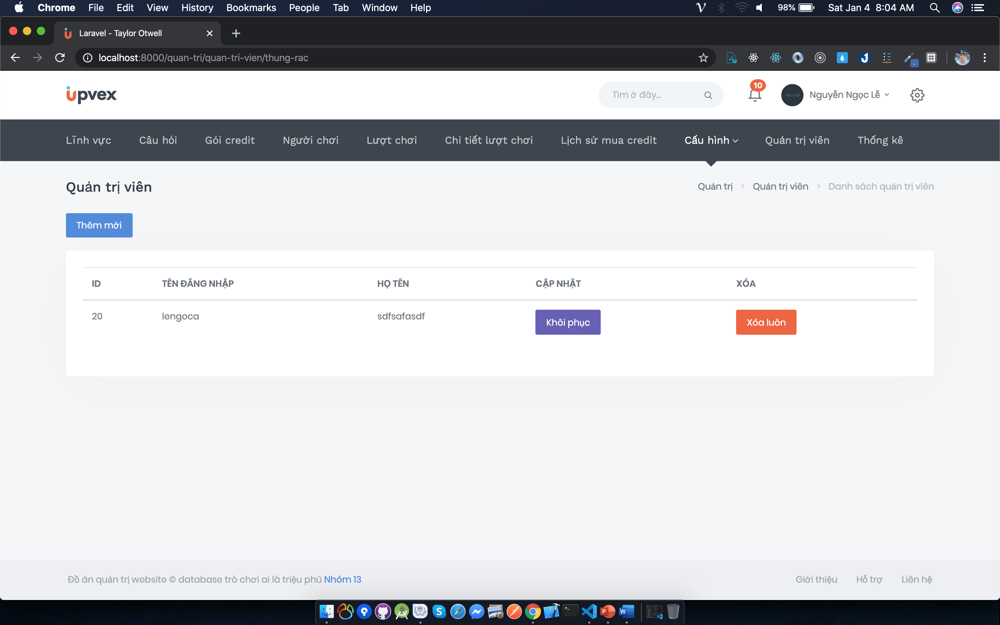 Chrome File Edit View History Bookmarks People Tab Window Help 98% Sat Jan 4 8:04 AM
Laravel - Taylor Otwell
localhost:8000/quan-tri/quan-tri-vien/thung-rac
upvex Tìm ở đây... 10 150 x 150 Nguyễn Ngọc Lễ
Lĩnh vực Câu hỏi Gói credit Người chơi Lượt chơi Chi tiết lượt chơi Lịch sử mua credit Cấu hình Quản trị viên Thống kê
Quản trị viên Quản trị Quản trị viên Danh sách quản trị viên
Thêm mới
ID TÊN ĐĂNG NHẬP HỌ TÊN CẬP NHẬT XÓA
20 lengoca sdfsafasdf Khôi phục Xóa luôn
Đồ án quản trị website © database trò chơi ai là triệu phú Nhóm 13 Giới thiệu Hỗ trợ Liên hệ